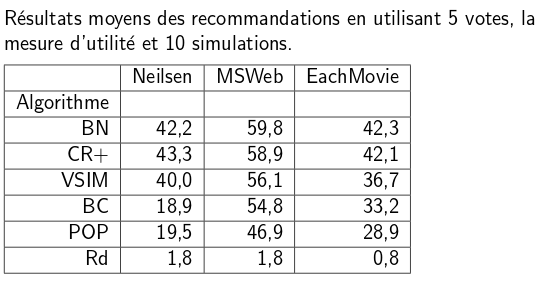 Résultats moyens des recommandations en utilisant 5 votes, la
mesure d'utilité et 10 simulations.
Neilsen MSWeb EachMovie
Algorithme
BN 42,2 59,8 42,3
CR+ 43,3 58,9 42,1
VSIM 40,0 56,1 36,7
BC 18,9 54,8 33,2
POP 19,5 46,9 28,9
Rd 1,8 1,8 0,8